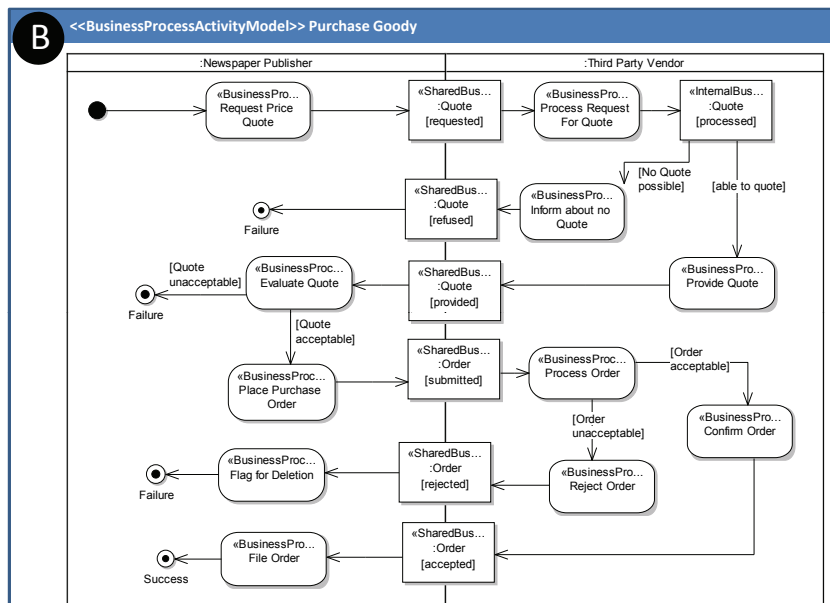 B
<<BusinessProcessActivityModel>> Purchase Goody
:Newspaper Publisher
:Third Party Vendor
«BusinessPro...
Request Price
Quote
«SharedBus...
:Quote
[requested]
«BusinessPro...
Process Request
For Quote
«InternalBus...
:Quote
[processed]
[No Quote
possible]
[able to quote]
«SharedBus...
:Quote
[refused]
«BusinessPro...
Inform about no
Quote
Failure
[Quote
unacceptable]
«BusinessProc...
Evaluate Quote
«SharedBus...
:Quote
[provided]
«BusinessPro...
Provide Quote
Failure
[Quote
acceptable]
«BusinessProc...
Place Purchase
Order
«SharedBus...
:Order
[submitted]
«BusinessProc...
Process Order
[Order
acceptable]
[Order
unacceptable]
«BusinessPro...
Confirm Order
«BusinessProc...
Flag for Deletion
«SharedBus...
:Order
[rejected]
«BusinessPro...
Reject Order
Failure
«BusinessPro...
File Order
«SharedBus...
:Order
[accepted]
Success